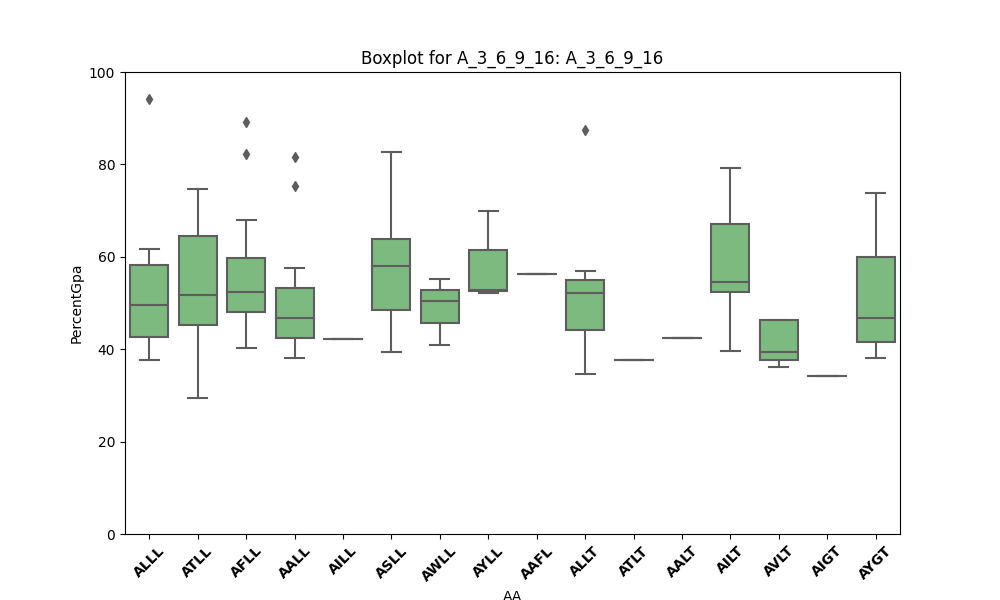 Boxplot for A_3_6_9_16: A_3_6_9_16
100
80
60
40
20
0
PercentGpa
ALLL ATLL AFLL AALL AILL ASLL AWLL AYLL AAFL ALLT ATLT AALT AILT AVLT AIGT AYGT
AA